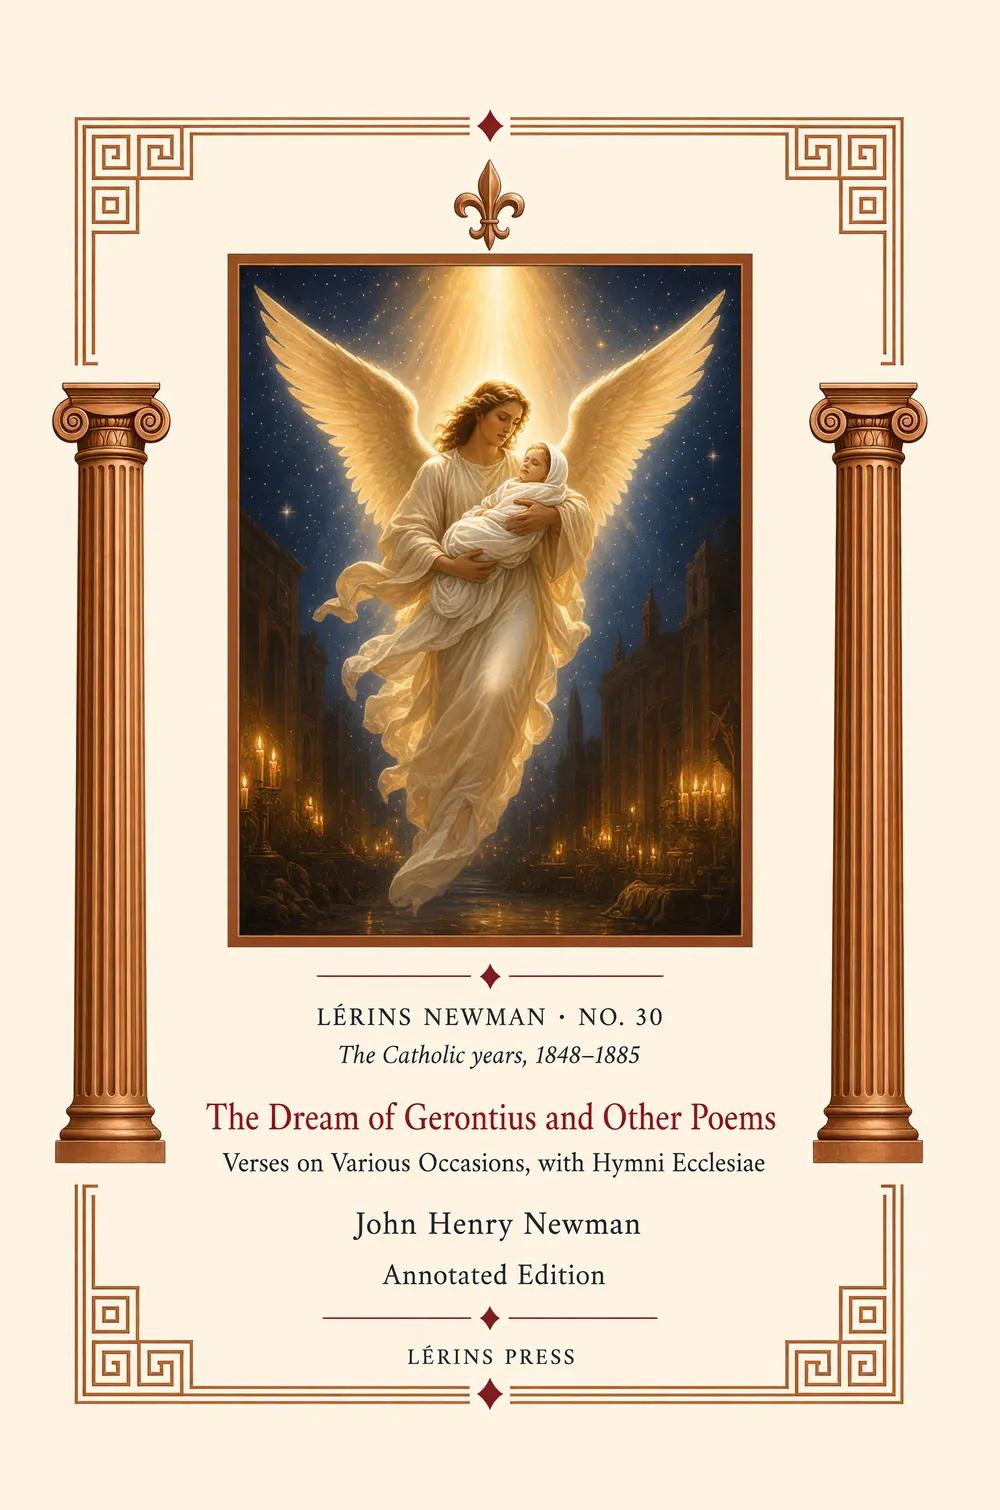 LÉRINS NEWMAN · NO. 30
The Catholic years, 1848–1885
The Dream of Gerontius and Other Poems
Verses on Various Occasions, with Hymni Ecclesiae
John Henry Newman
Annotated Edition
LÉRINS PRESS